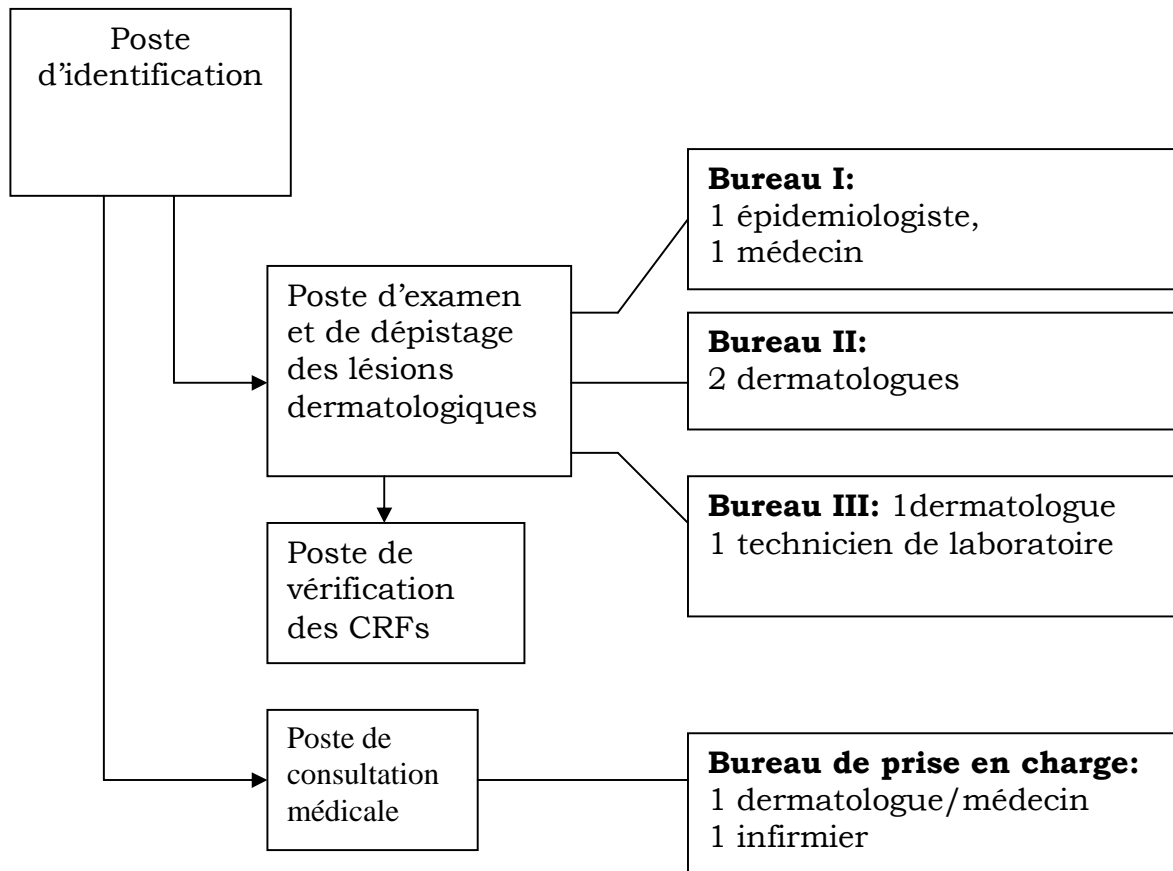 Poste
d’identification
Bureau I:
1 épidemiologiste,
1 médecin
Poste d’examen
et de dépistage
des lésions
dermatologiques
Bureau II:
2 dermatologues
Bureau III: 1dermatologue
1 technicien de laboratoire
Poste de
vérification
des CRFs
Poste de
consultation
médicale
Bureau de prise en charge:
1 dermatologue/médecin
1 infirmier